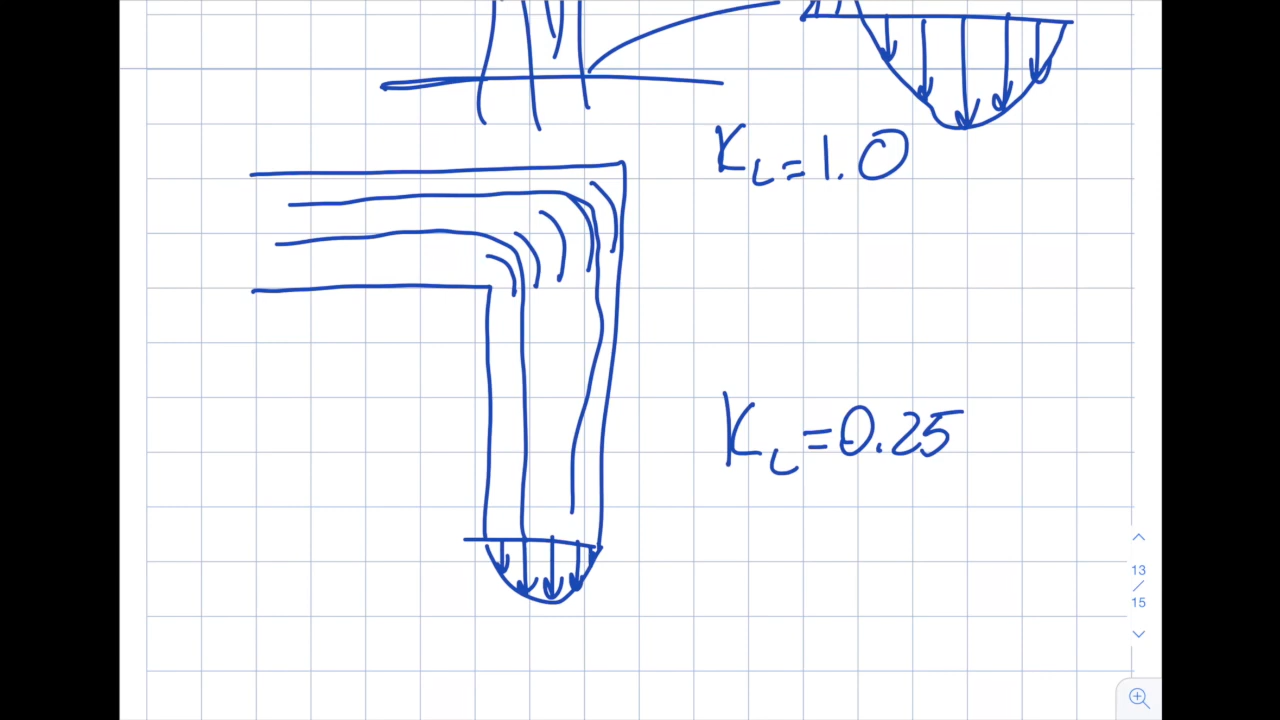 K_L = 1.0
K_L = 0.25
13
/
15